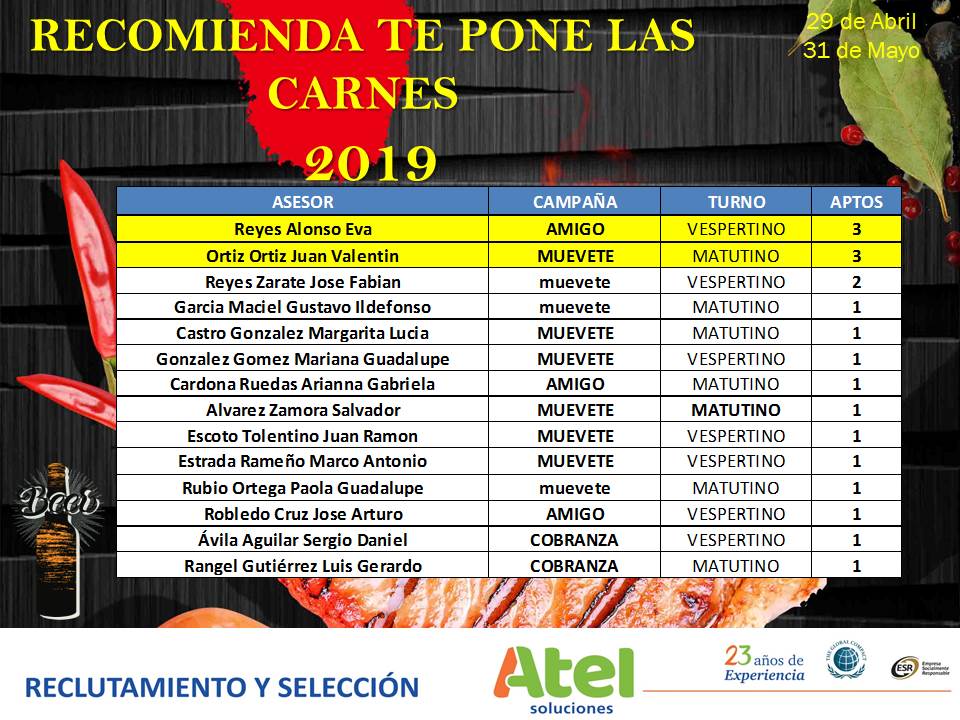 RECOMIENDA TE PONE LAS
CARNES
2019
29 de Abril
31 de Mayo
ASESOR CAMPAÑA TURNO APTOS
Reyes Alonso Eva AMIGO VESPERTINO 3
Ortiz Ortiz Juan Valentin MUEVETE MATUTINO 3
Reyes Zarate Jose Fabian muevete VESPERTINO 2
Garcia Maciel Gustavo Ildefonso muevete MATUTINO 1
Castro Gonzalez Margarita Lucia MUEVETE MATUTINO 1
Gonzalez Gomez Mariana Guadalupe MUEVETE VESPERTINO 1
Cardona Ruedas Arianna Gabriela AMIGO MATUTINO 1
Alvarez Zamora Salvador MUEVETE MATUTINO 1
Escoto Tolentino Juan Ramon MUEVETE VESPERTINO 1
Estrada Rameño Marco Antonio MUEVETE VESPERTINO 1
Rubio Ortega Paola Guadalupe muevete MATUTINO 1
Robledo Cruz Jose Arturo AMIGO VESPERTINO 1
Ávila Aguilar Sergio Daniel COBRANZA VESPERTINO 1
Rangel Gutiérrez Luis Gerardo COBRANZA MATUTINO 1
Beer
RECLUTAMIENTO Y SELECCIÓN
Atel
soluciones
23 años de
Experiencia
THE GLOBAL COMPACT
ESR
Empresa
Socialmente
Responsable